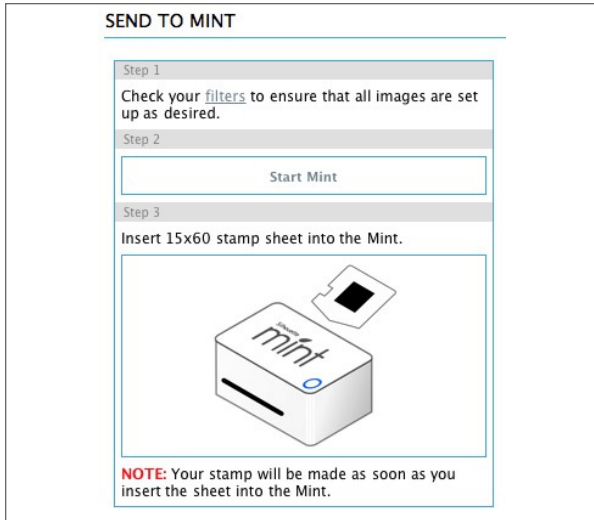 SEND TO MINT
Step 1
Check your filters to ensure that all images are set
up as desired.
Step 2
Start Mint
Step 3
Insert 15x60 stamp sheet into the Mint.
Silhouette
mint
NOTE: Your stamp will be made as soon as you
insert the sheet into the Mint.